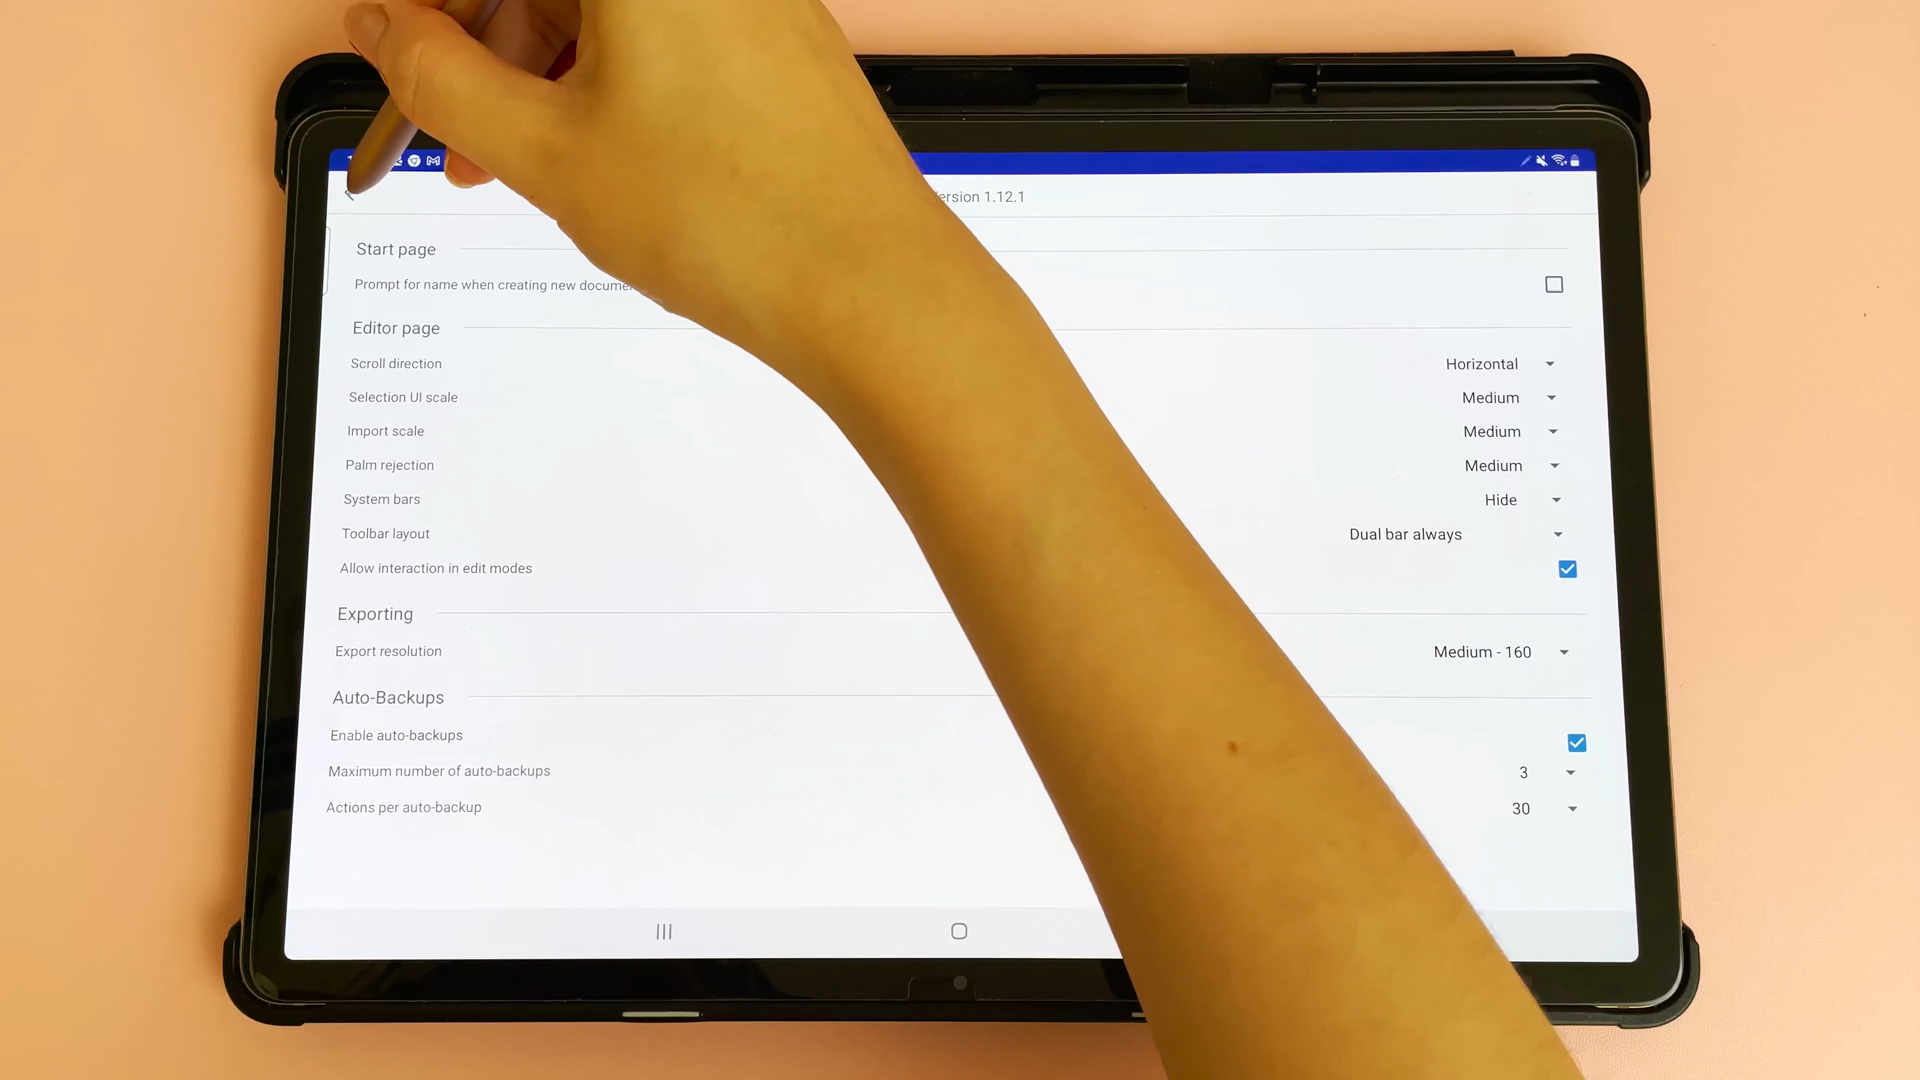 1.12.1
Start page
Prompt for name when creating new
Editor page
Scroll direction Horizontal
Selection UI scale Medium
Import scale Medium
Palm rejection Medium
System bars Hide
Toolbar layout Dual bar always
Allow interaction in edit modes
Exporting
Export resolution Medium - 160
Auto-Backups
Enable auto-backups
Maximum number of auto-backups 3
Actions per auto-backup 30